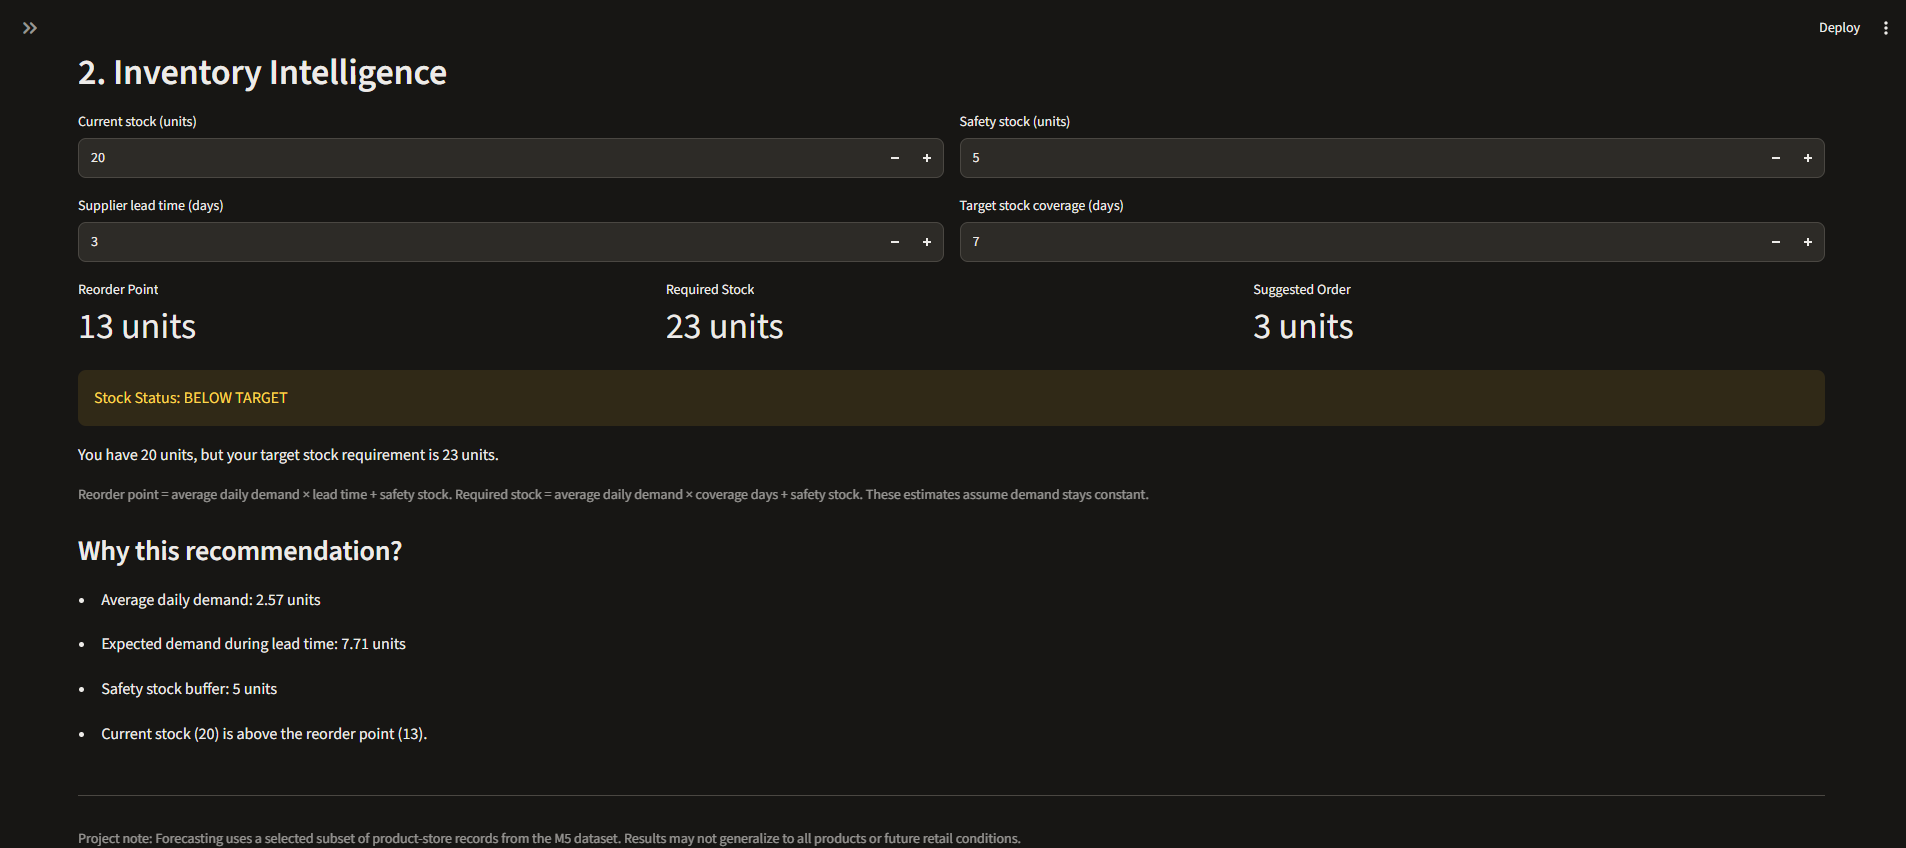 Deploy
2. Inventory Intelligence
Current stock (units)
Safety stock (units)
20
5
Supplier lead time (days)
Target stock coverage (days)
3
7
Reorder Point
Required Stock
Suggested Order
13 units
23 units
3 units
Stock Status: BELOW TARGET
You have 20 units, but your target stock requirement is 23 units.
Reorder point = average daily demand × lead time + safety stock. Required stock = average daily demand × coverage days + safety stock. These estimates assume demand stays constant.
Why this recommendation?
• Average daily demand: 2.57 units
• Expected demand during lead time: 7.71 units
• Safety stock buffer: 5 units
• Current stock (20) is above the reorder point (13).
Project note: Forecasting uses a selected subset of product-store records from the M5 dataset. Results may not generalize to all products or future retail conditions.